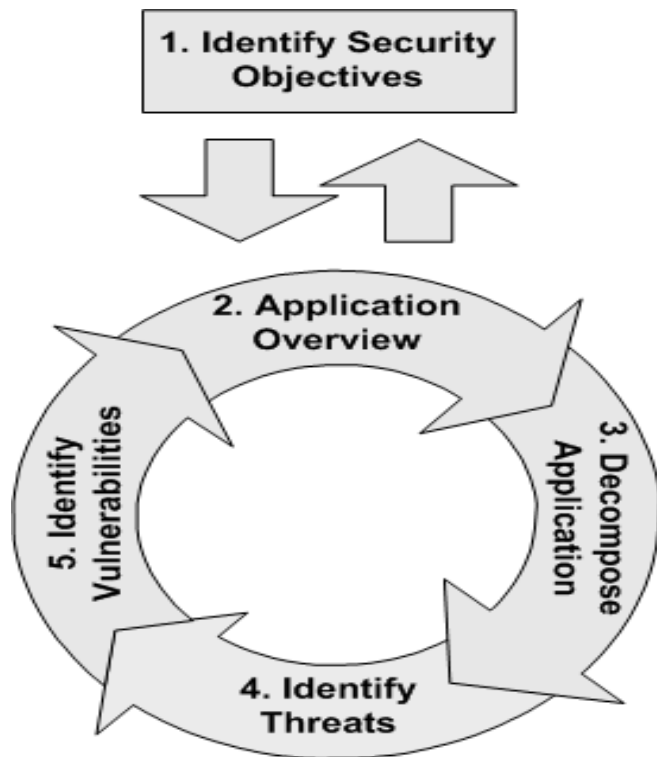 1. Identify Security
Objectives
2. Application
Overview
3. Decompose
Application
4. Identify
Threats
5. Identify
Vulnerabilities